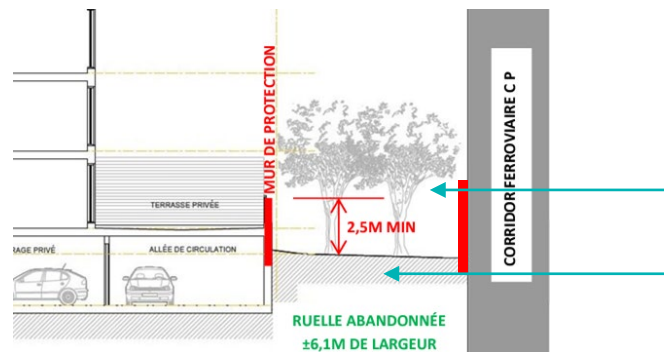 MUR DE PROTECTION
CORRIDOR FERROVIAIRE C P
TERRASSE PRIVÉE
2,5M MIN
RAGE PRIVÉ
ALLÉE DE CIRCULATION
RUELLE ABANDONNÉE
±6,1M DE LARGEUR